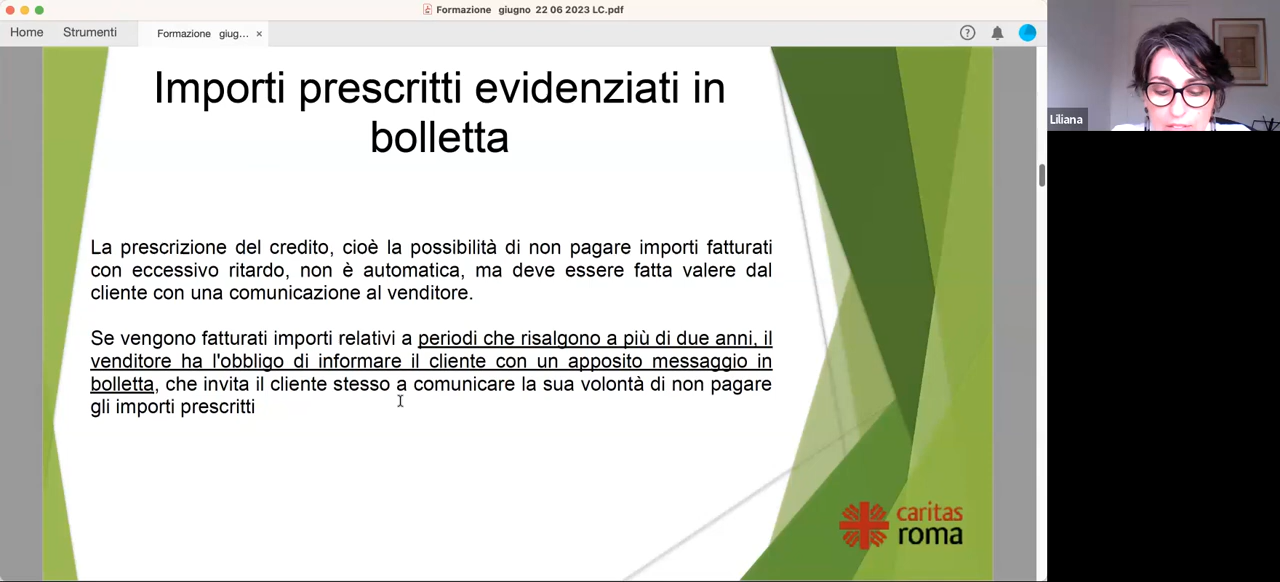 Formazione giugno 22 06 2023 LC.pdf
Home Strumenti Formazione giug... ×
Liliana
Importi prescritti evidenziati in
bolletta
La prescrizione del credito, cioè la possibilità di non pagare importi fatturati
con eccessivo ritardo, non è automatica, ma deve essere fatta valere dal
cliente con una comunicazione al venditore.
Se vengono fatturati importi relativi a periodi che risalgono a più di due anni, il
venditore ha l'obbligo di informare il cliente con un apposito messaggio in
bolletta, che invita il cliente stesso a comunicare la sua volontà di non pagare
gli importi prescritti
caritas
roma